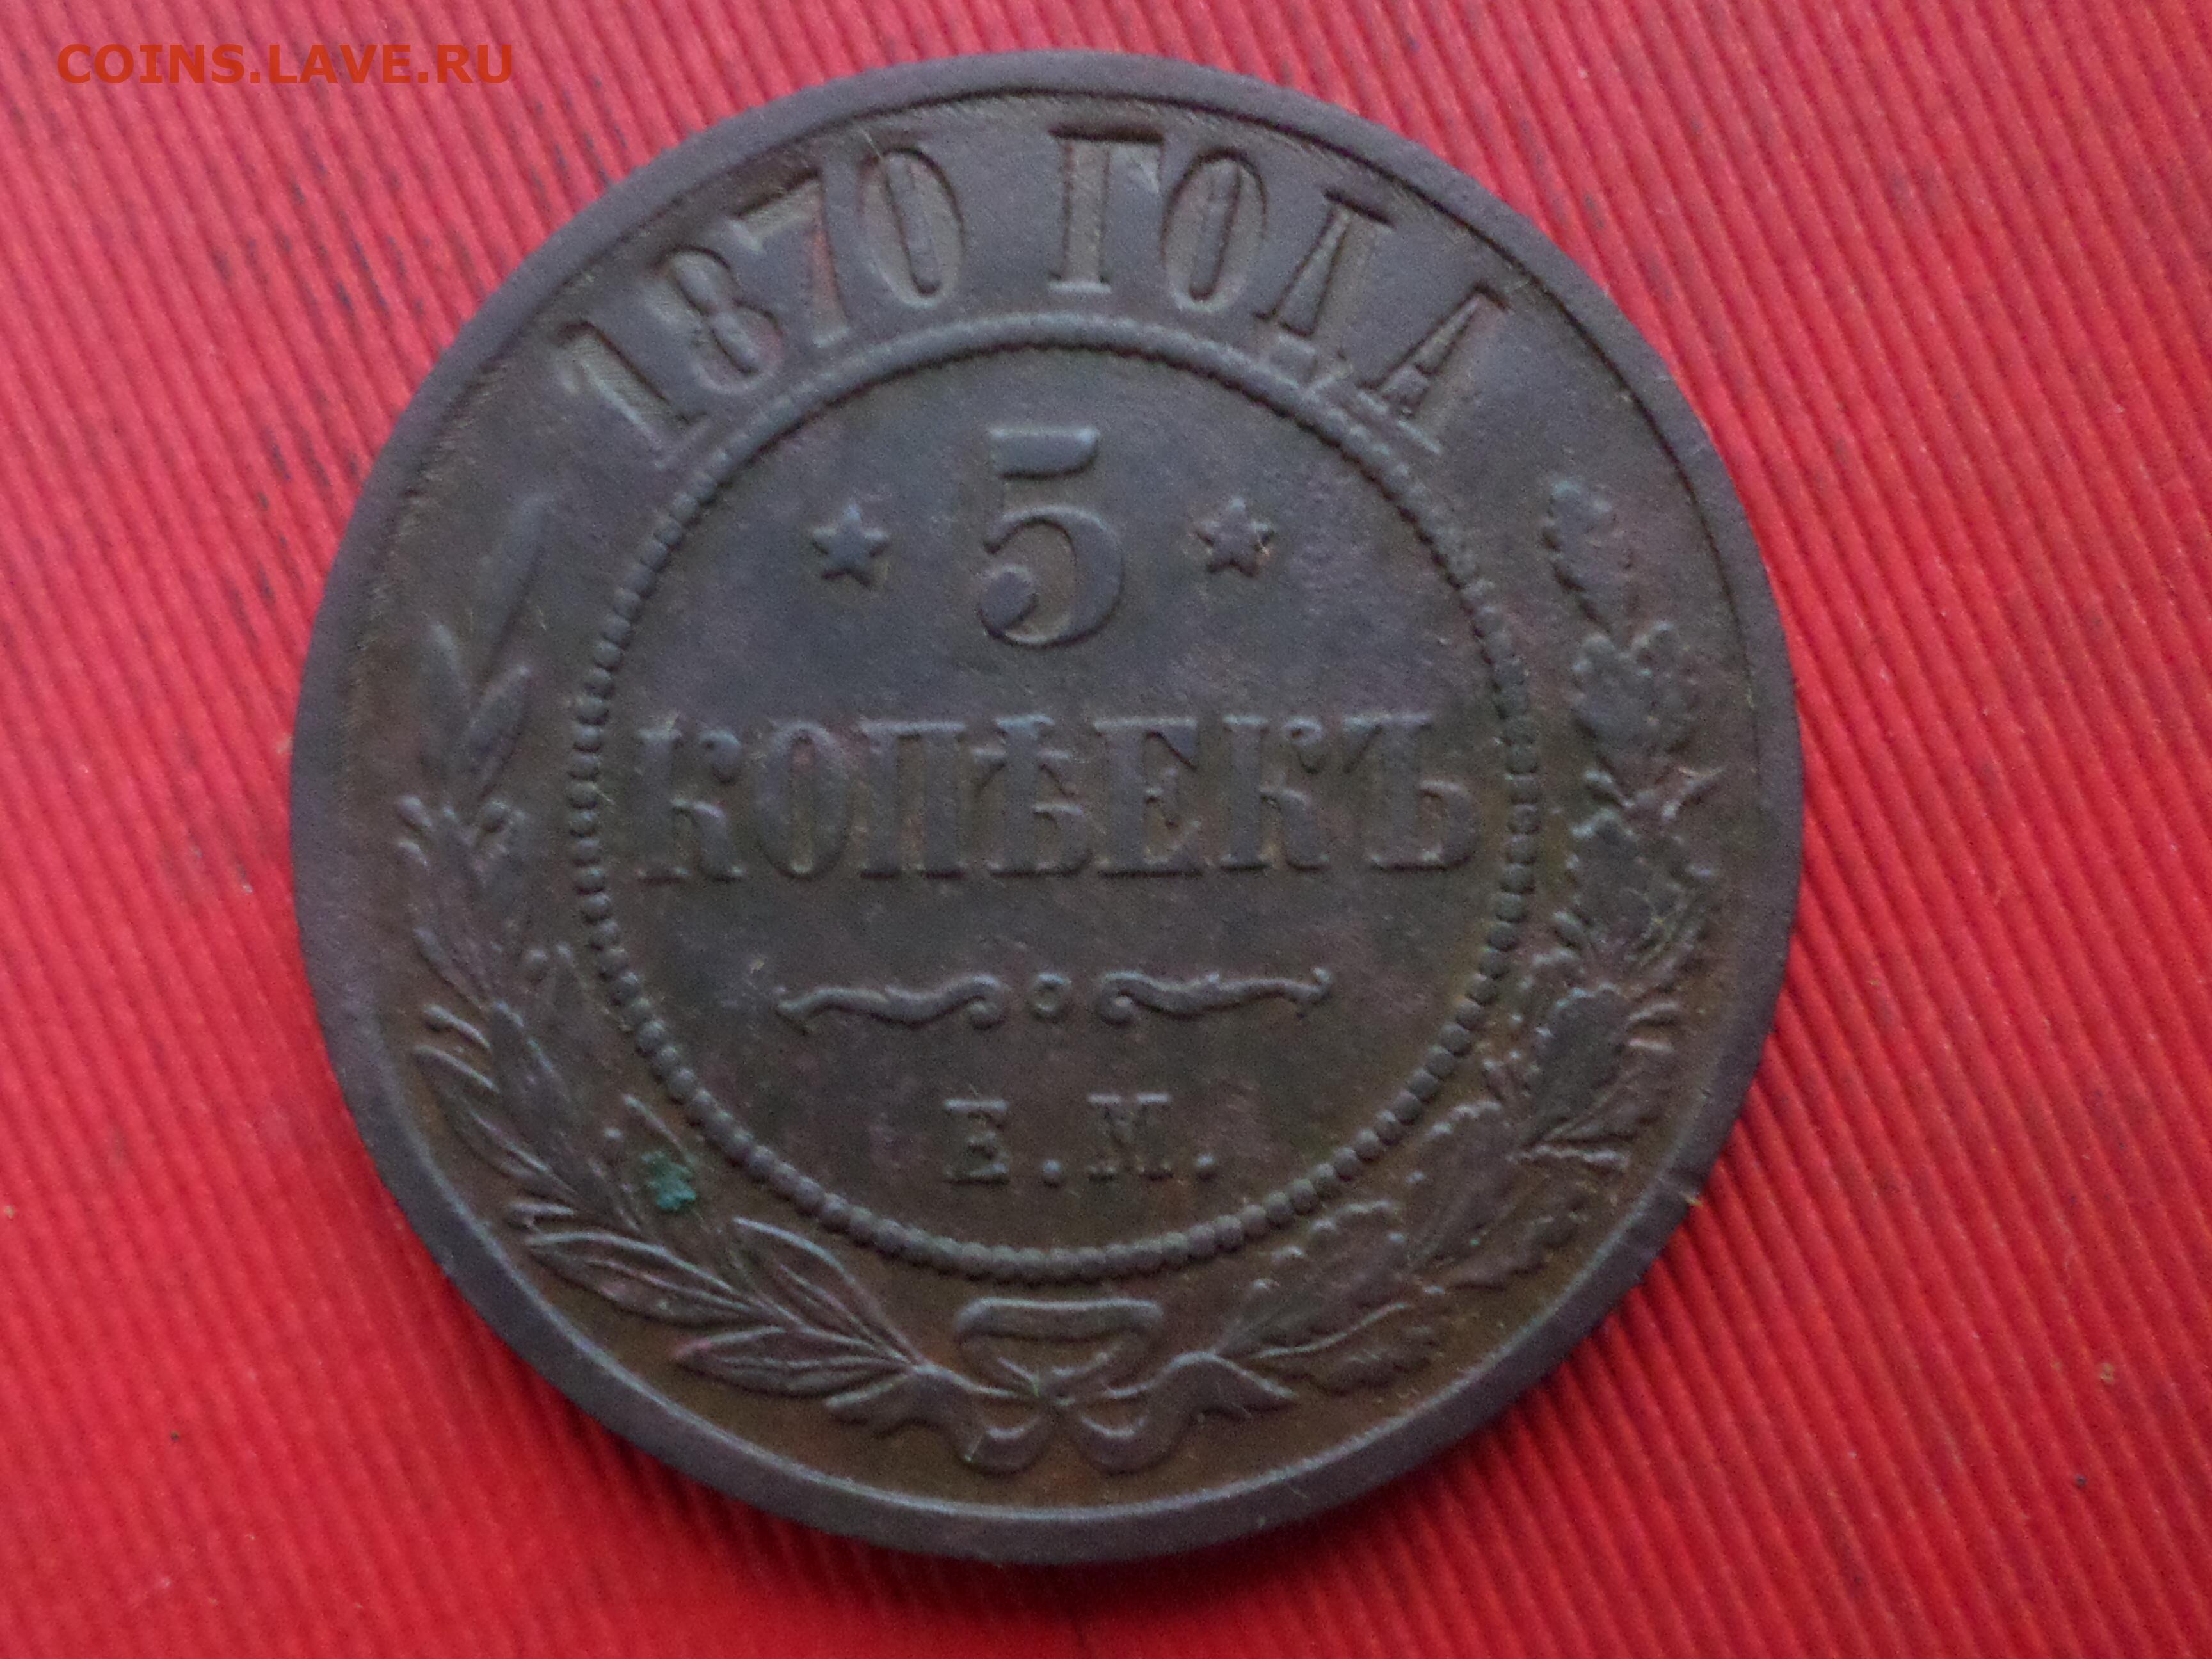 COINS.LAVE.RU
1870 ГОДА
5
КОПѢЕКЪ
Е.М.